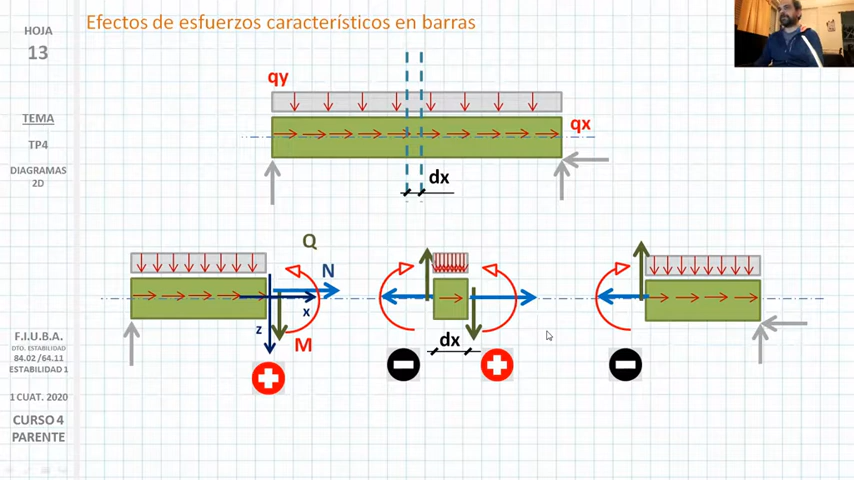 Efectos de esfuerzos característicos en barras
HOJA
13
TEMA
TP4
DIAGRAMAS
2D
F.I.U.B.A.
DTO. ESTABILIDAD
84.02 /64.11
ESTABILIDAD 1
1 CUAT. 2020
CURSO 4
PARENTE
qy
qx
dx
Q
N
x
z
M
dx